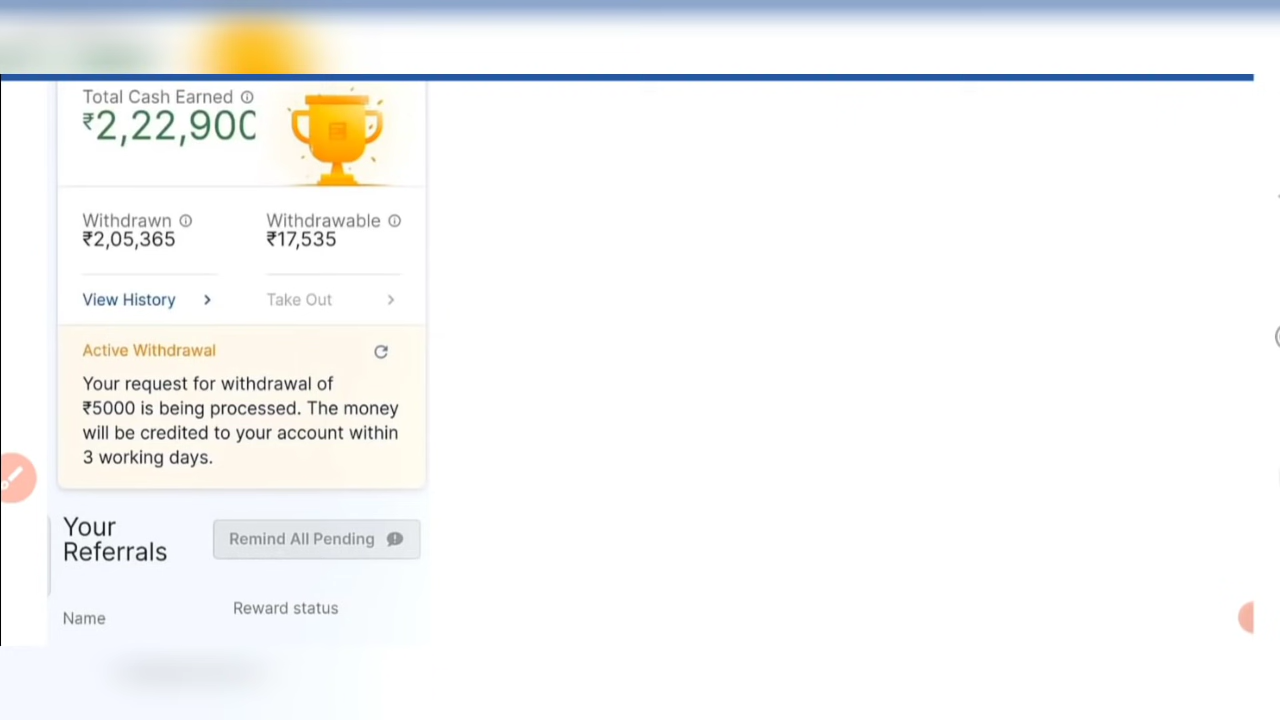 Total Cash Earned
₹2,22,900
Withdrawn
₹2,05,365
Withdrawable
₹17,535
View History
Take Out
Active Withdrawal
Your request for withdrawal of
₹5000 is being processed. The money
will be credited to your account within
3 working days.
Your
Referrals
Remind All Pending
Name
Reward status